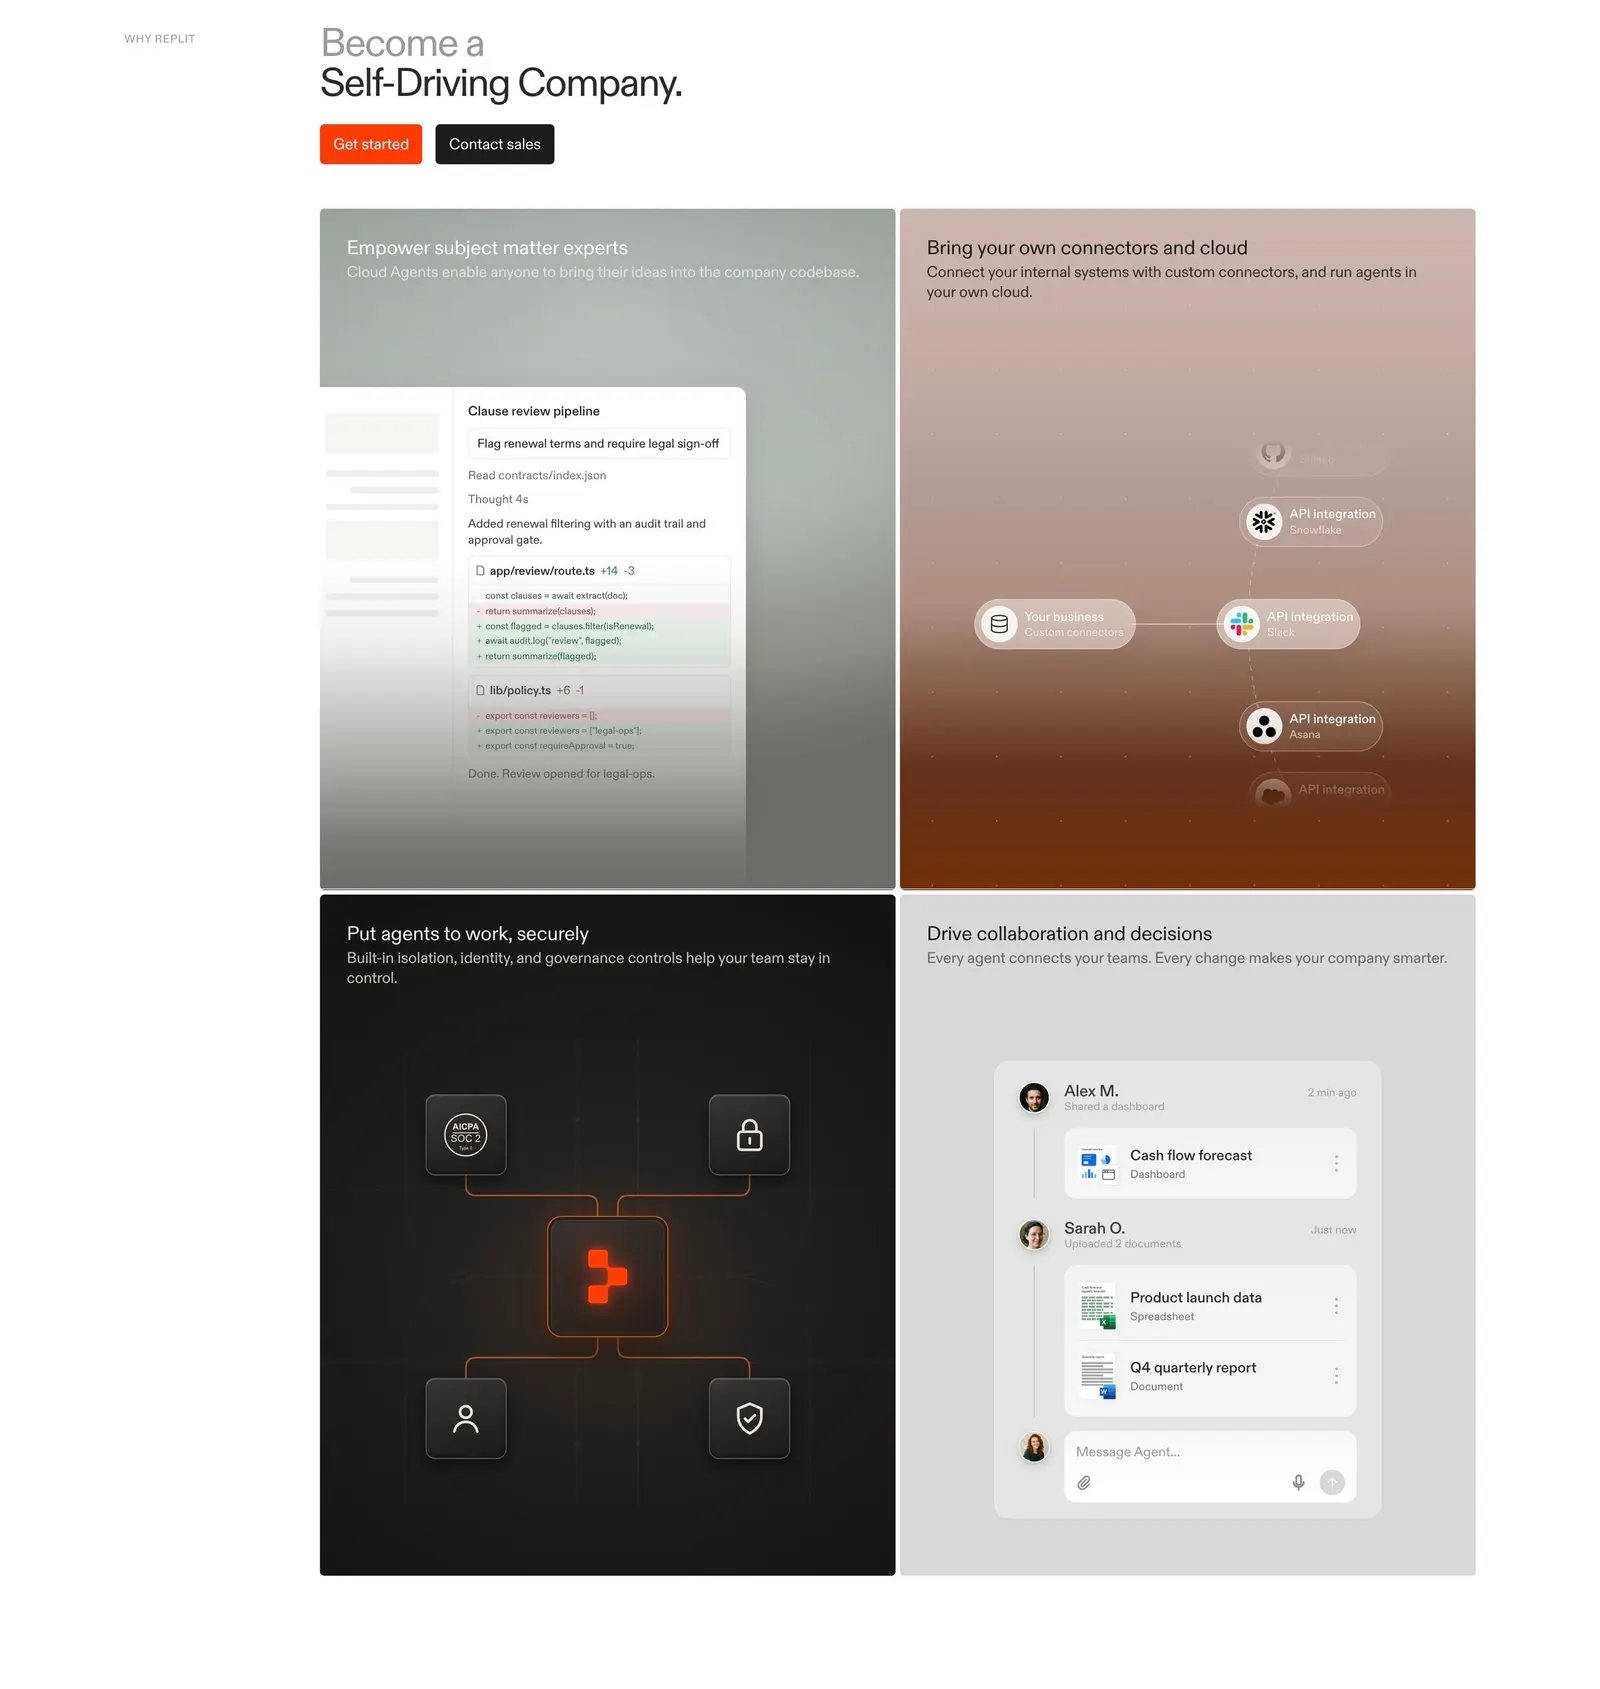 WHY REPLIT
Become a
Self-Driving Company.
Get started
Contact sales
Empower subject matter experts
Cloud Agents enable anyone to bring their ideas into the company codebase.
Clause review pipeline
Flag renewal terms and require legal sign-off
Read contracts/index.json
Thought 4s
Added renewal filtering with an audit trail and
approval gate.
app/review/route.ts +14 -3
const clauses = await extract(doc);
- return summarize(clauses);
+ const flagged = clauses.filter(isRenewal);
+ await audit.log("review", flagged);
+ return summarize(flagged);
lib/policy.ts +6 -1
- export const reviewers = [];
+ export const reviewers = ["legal-ops"];
+ export const requireApproval = true;
Done. Review opened for legal-ops.
Bring your own connectors and cloud
Connect your internal systems with custom connectors, and run agents in
your own cloud.
API integration
Snowflake
Your business
Custom connectors
API integration
Slack
API integration
Asana
API integration
Put agents to work, securely
Built-in isolation, identity, and governance controls help your team stay in
control.
AICPA
SOC 2
Drive collaboration and decisions
Every agent connects your teams. Every change makes your company smarter.
Alex M.
2 min ago
Shared a dashboard
Cash flow forecast
Dashboard
Sarah O.
Just now
Uploaded 2 documents
Product launch data
Spreadsheet
Q4 quarterly report
Document
Message Agent...